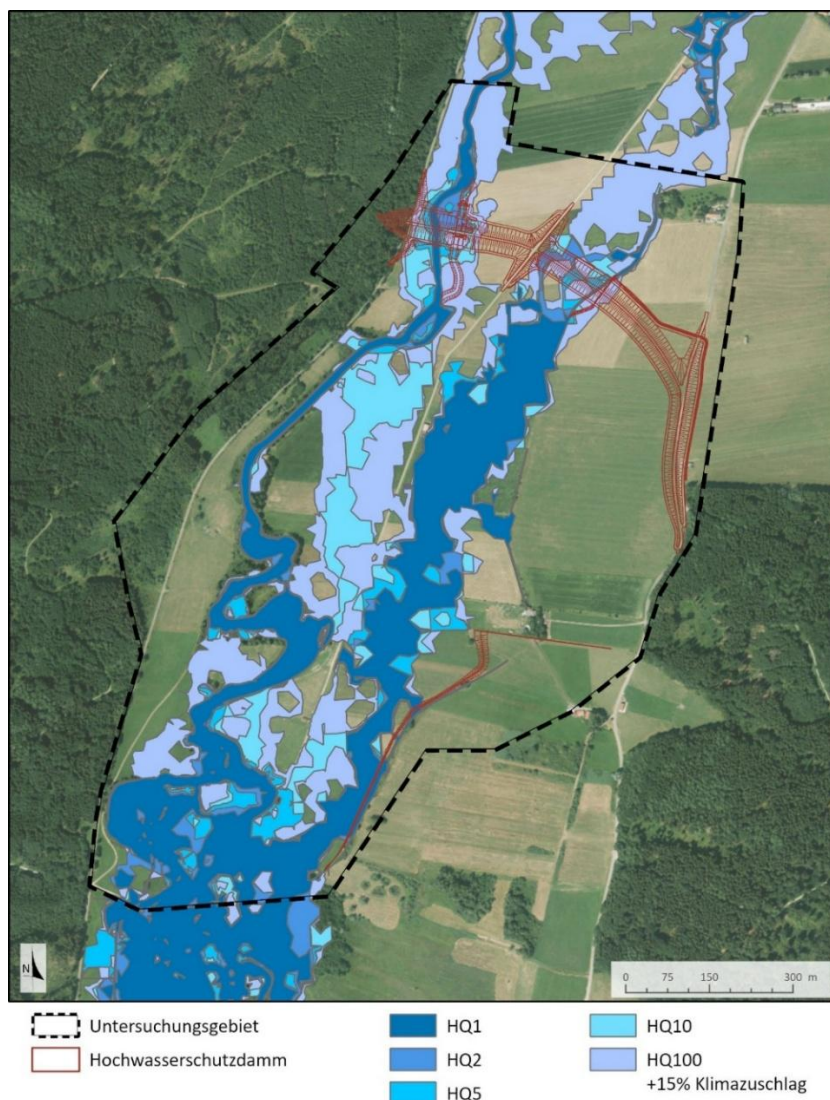 N
0 75 150 300 m
Untersuchungsgebiet
Hochwasserschutzdamm
HQ1
HQ2
HQ5
HQ10
HQ100
+15% Klimazuschlag